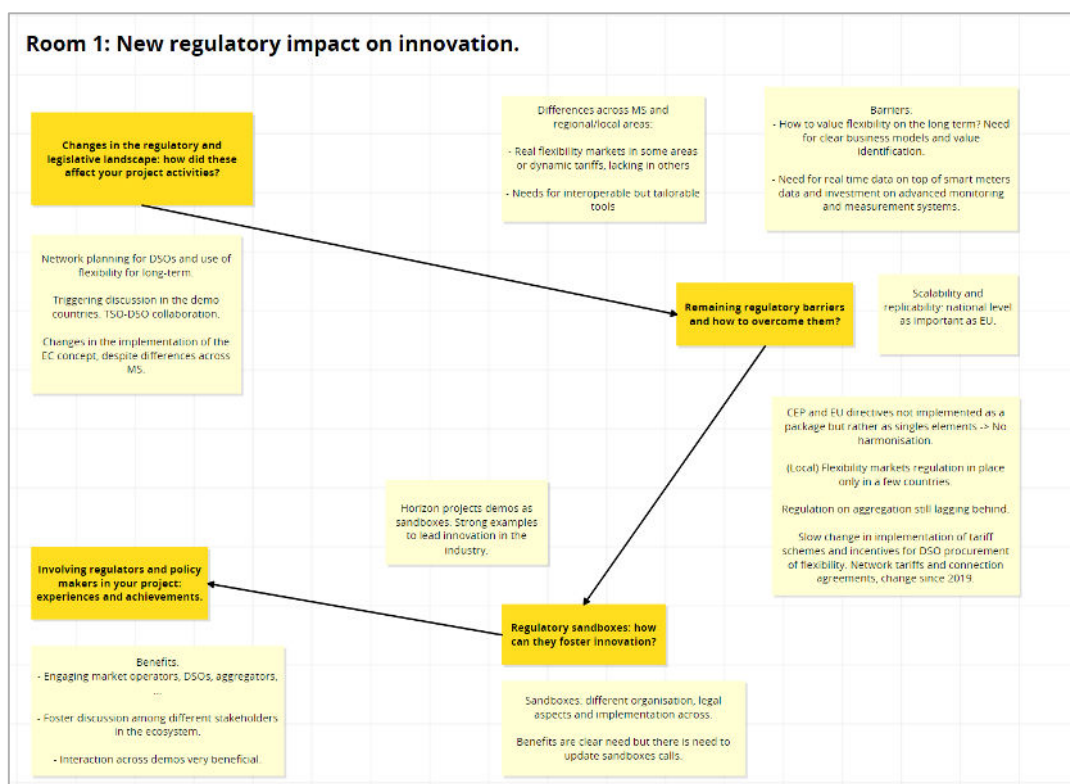 Room 1: New regulatory impact on innovation.
Changes in the regulatory and
legislative landscape: how did these
affect your project activities?
Network planning for DSOs and use of
flexibility for long-term.
Triggering discussion in the demo
countries. TSO-DSO collaboration.
Changes in the implementation of the
EC concept, despite differences across
MS.
Differences across MS and
regional/local areas:
- Real flexibility markets in some areas
or dynamic tariffs, lacking in others
- Needs for interoperable but tailorable
tools
Barriers.
- How to value flexibility on the long term? Need
for clear business models and value
identification.
- Need for real time data on top of smart meters
data and investment on advanced monitoring
and measurement systems.
Remaining regulatory barriers
and how to overcome them?
Scalability and
replicability: national level
as important as EU.
CEP and EU directives not implemented as a
package but rather as singles elements -> No
harmonisation.
(Local) Flexibility markets regulation in place
only in a few countries.
Regulation on aggregation still lagging behind.
Slow change in implementation of tariff
schemes and incentives for DSO procurement
of flexibility. Network tariffs and connection
agreements, change since 2019.
Horizon projects demos as
sandboxes. Strong examples
to lead innovation in the
industry.
Regulatory sandboxes: how
can they foster innovation?
Sandboxes: different organisation, legal
aspects and implementation across.
Benefits are clear need but there is need to
update sandboxes calls.
Involving regulators and policy
makers in your project:
experiences and achievements.
Benefits.
- Engaging market operators, DSOs, aggregators,
...
- Foster discussion among different stakeholders
in the ecosystem.
- Interaction across demos very beneficial.